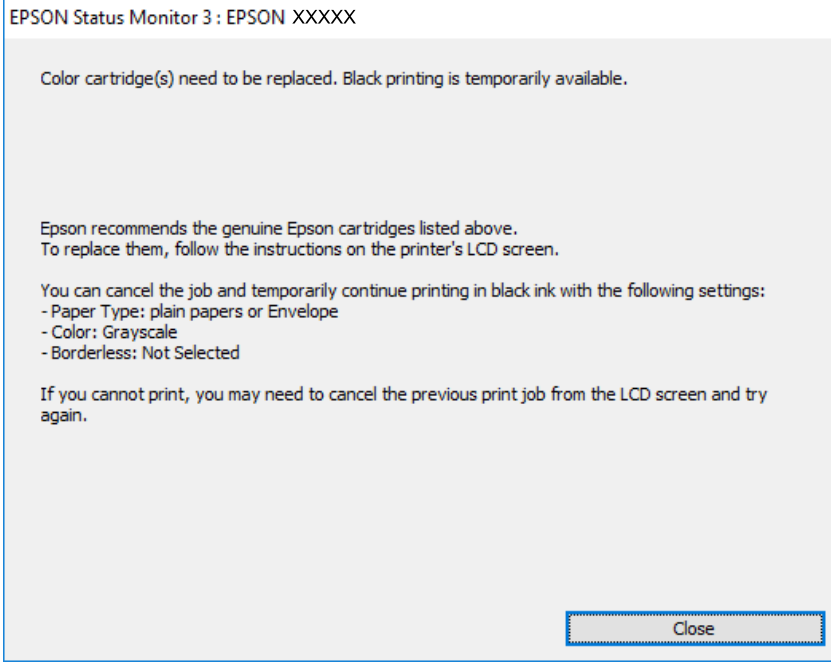 EPSON Status Monitor 3 : EPSON XXXXX
Color cartridge(s) need to be replaced. Black printing is temporarily available.
Epson recommends the genuine Epson cartridges listed above.
To replace them, follow the instructions on the printer's LCD screen.
You can cancel the job and temporarily continue printing in black ink with the following settings:
- Paper Type: plain papers or Envelope
- Color: Grayscale
- Borderless: Not Selected
If you cannot print, you may need to cancel the previous print job from the LCD screen and try
again.
Close